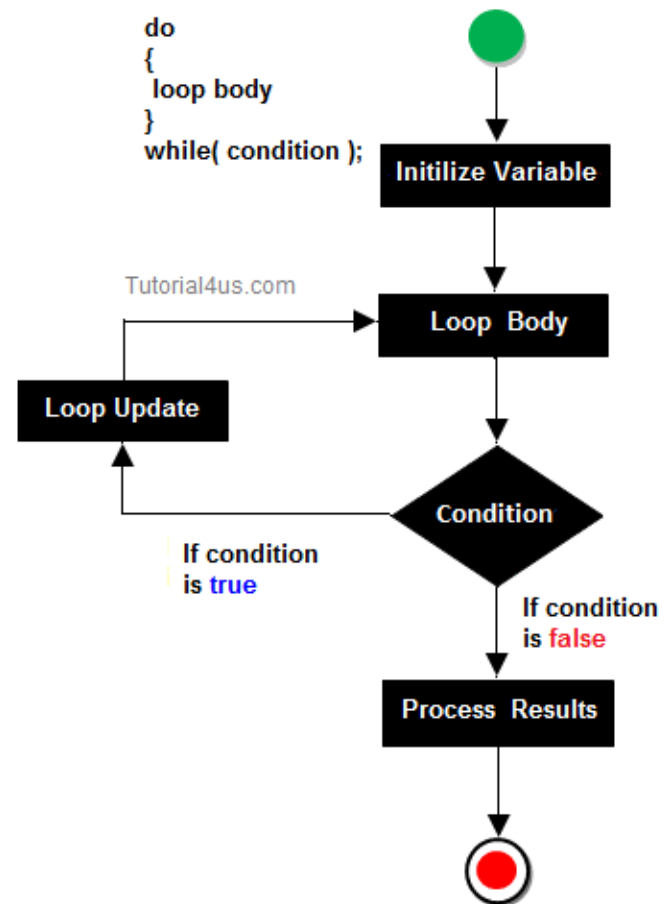 do
{
loop body
}
while( condition );
Initilize Variable
Tutorial4us.com
Loop Body
Loop Update
Condition
If condition
is true
If condition
is false
Process Results